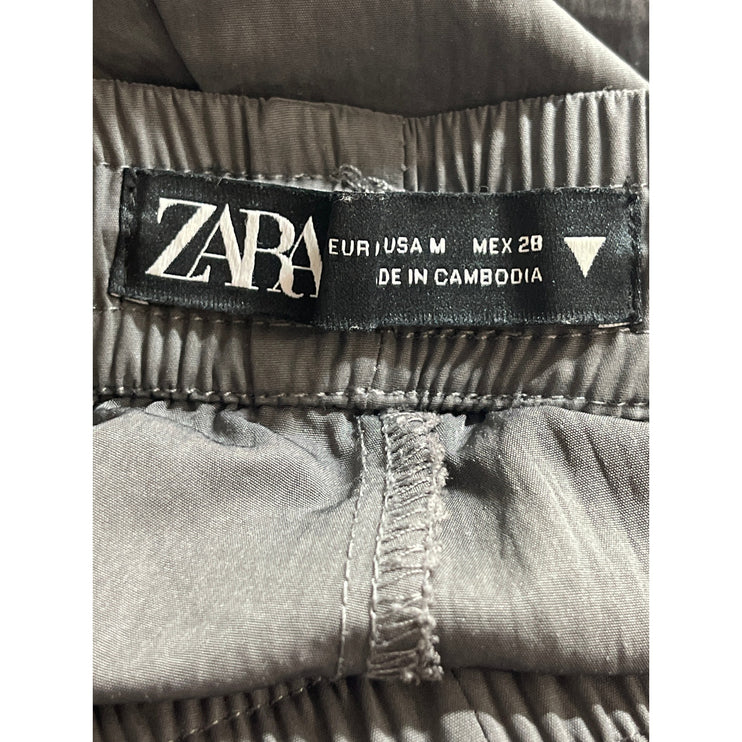 ZARA
EUR USA M MEX 28
DE IN CAMBODIA